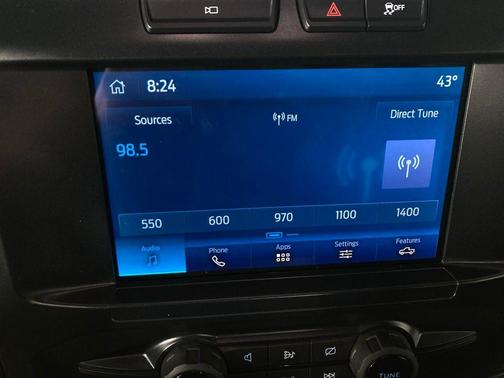 OFF
8:24 43°
Sources FM Direct Tune
98.5
550 600 970 1100 1400
Audio Phone Apps Settings Features
TUNE